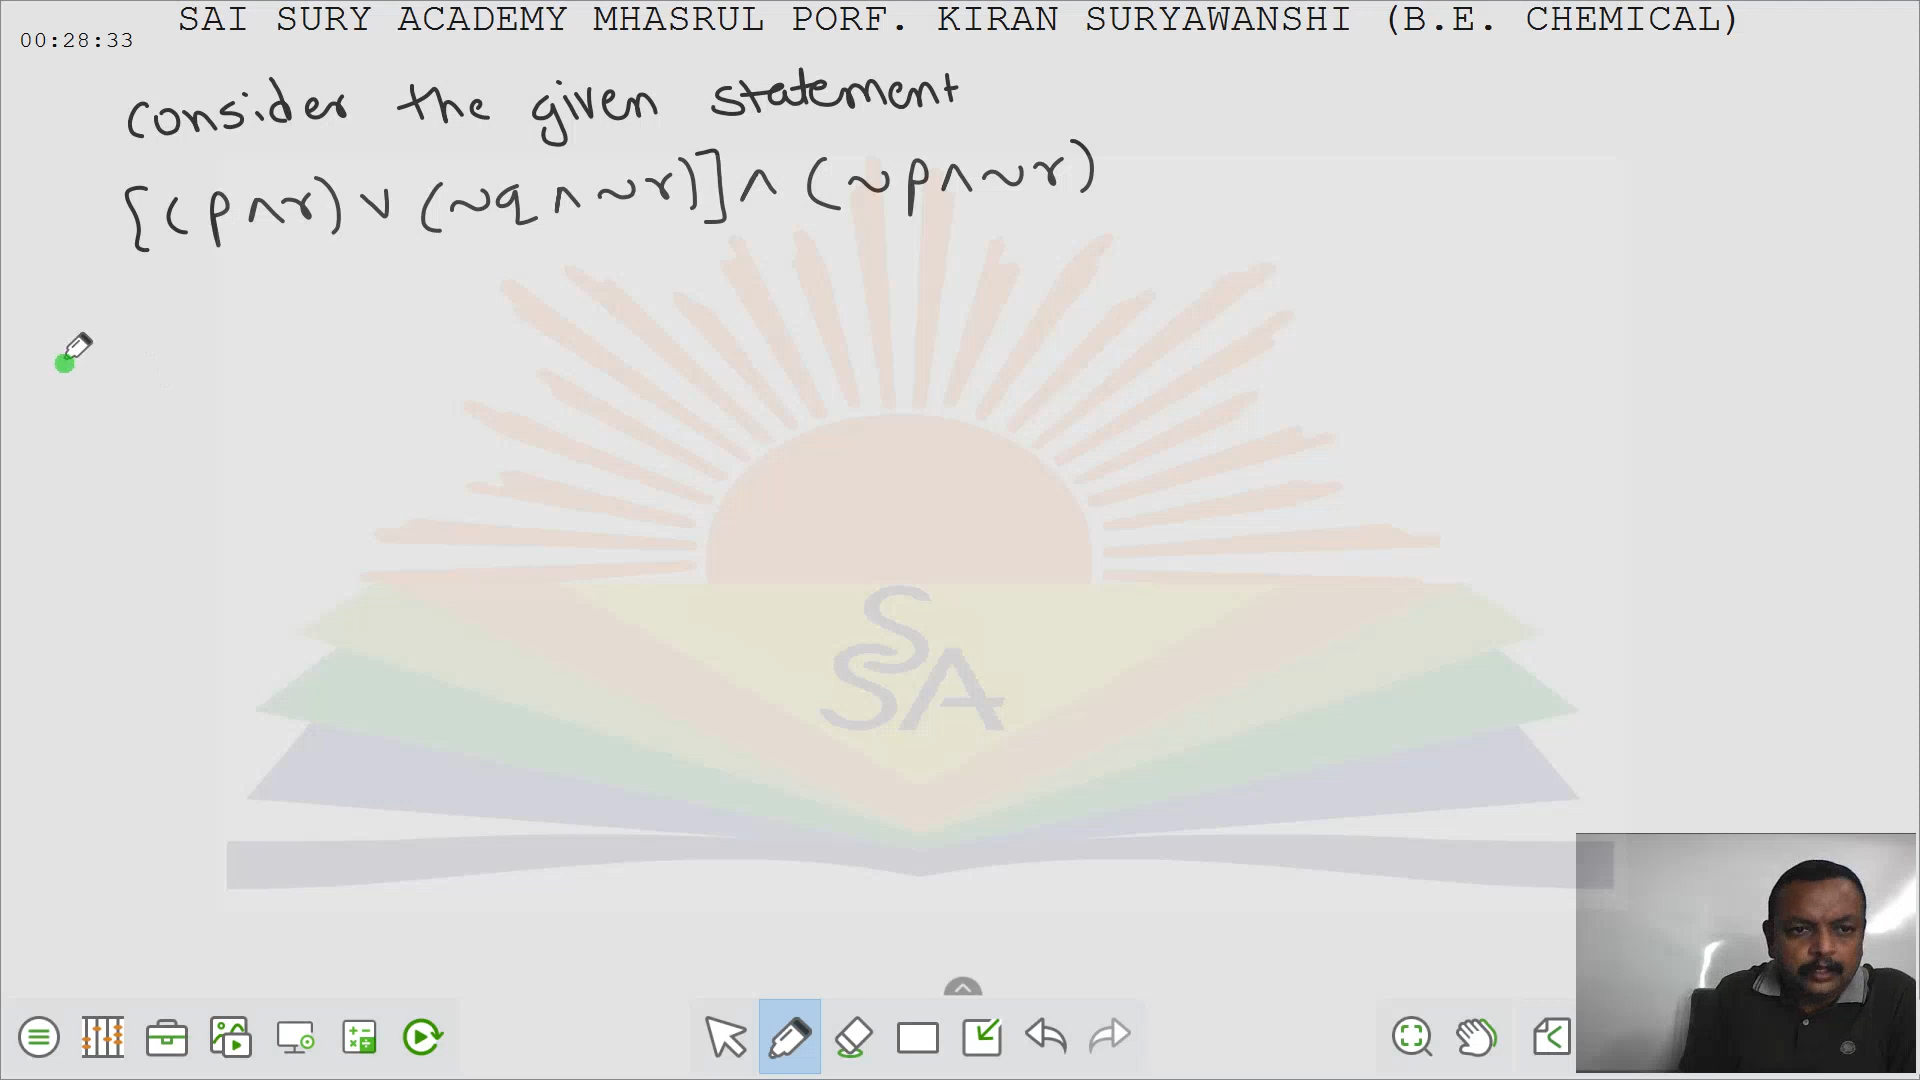 SAI SURY ACADEMY MHASRUL PORF. KIRAN SURYAWANSHI (B.E. CHEMICAL)
00:28:33
consider the given statement
[(p∧r)∨(~q∧~r)]∧(~p∧~r)
SSA